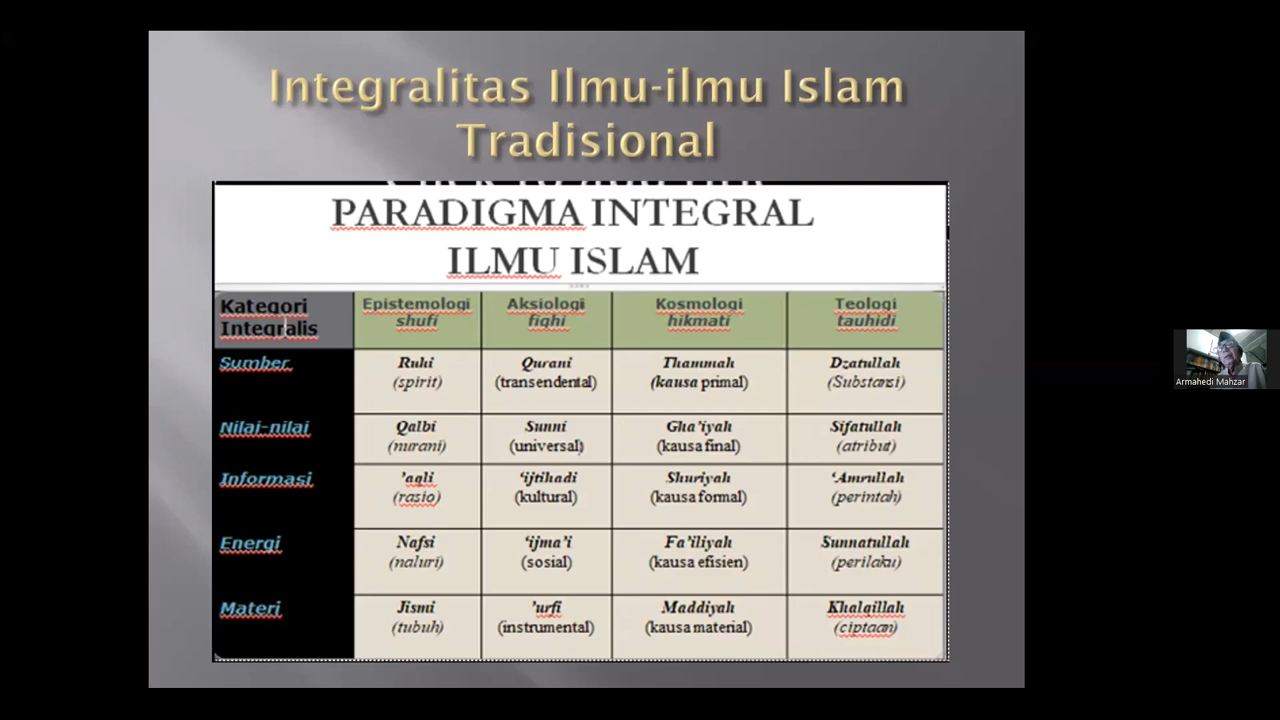 Integralitas Ilmu-ilmu Islam
Tradisional
PARADIGMA INTEGRAL
ILMU ISLAM
Kategori Integralis
Epistemologi shufi
Aksiologi fiqhi
Kosmologi hikmati
Teologi tauhidi
Sumber
Ruhi (spirit)
Qurani (transendental)
Thammah (kausa primal)
Dzatullah (Substansi)
Nilai-nilai
Qalbi (nurani)
Sunni (universal)
Gha'iyah (kausa final)
Sifatullah (atribut)
Informasi
'aqli (rasio)
'ijtihadi (kultural)
Shuriyah (kausa formal)
'Amrullah (perintah)
Energi
Nafsi (naluri)
'ijma'i (sosial)
Fa'iliyah (kausa efisien)
Sunnatullah (perilaku)
Materi
Jismi (tubuh)
'urfi (instrumental)
Maddiyah (kausa material)
Khalqillah (ciptaan)
Armahedi Mahzar